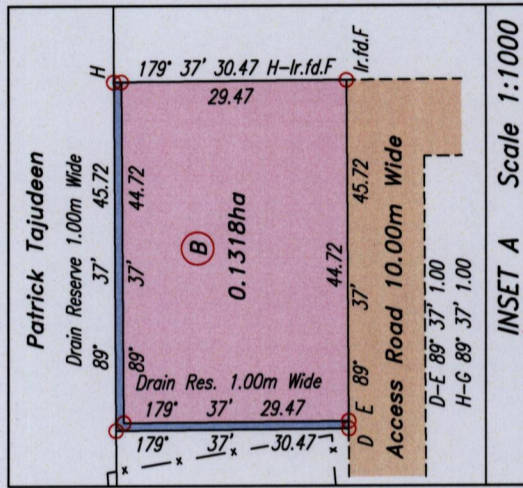 Patrick Tajudeen
Drain Reserve 1.00m Wide
89° 37' 45.72 H
89° 37' 44.72
179° 37' 30.47 H-Ir.fd.F
29.47
B
0.1318ha
Drain Res. 1.00m Wide
179° 37' 29.47
179° 37' 30.47
44.72
D E 89° 37' 45.72 Ir.fd.F
Access Road 10.00m Wide
D-E 89° 37' 1.00
H-G 89° 37' 1.00
INSET A Scale 1:1000